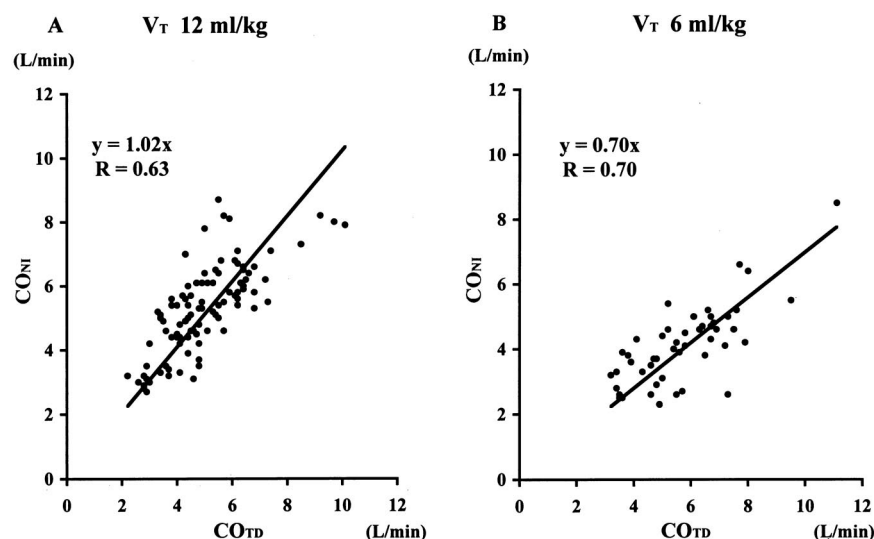 A VT 12 ml/kg
(L/min)
12
10
8
6
4
2
0
CONI
y = 1.02x
R = 0.63
0 2 4 6 8 10 12
COTD (L/min)
B VT 6 ml/kg
(L/min)
12
10
8
6
4
2
0
CONI
y = 0.70x
R = 0.70
0 2 4 6 8 10 12
COTD (L/min)